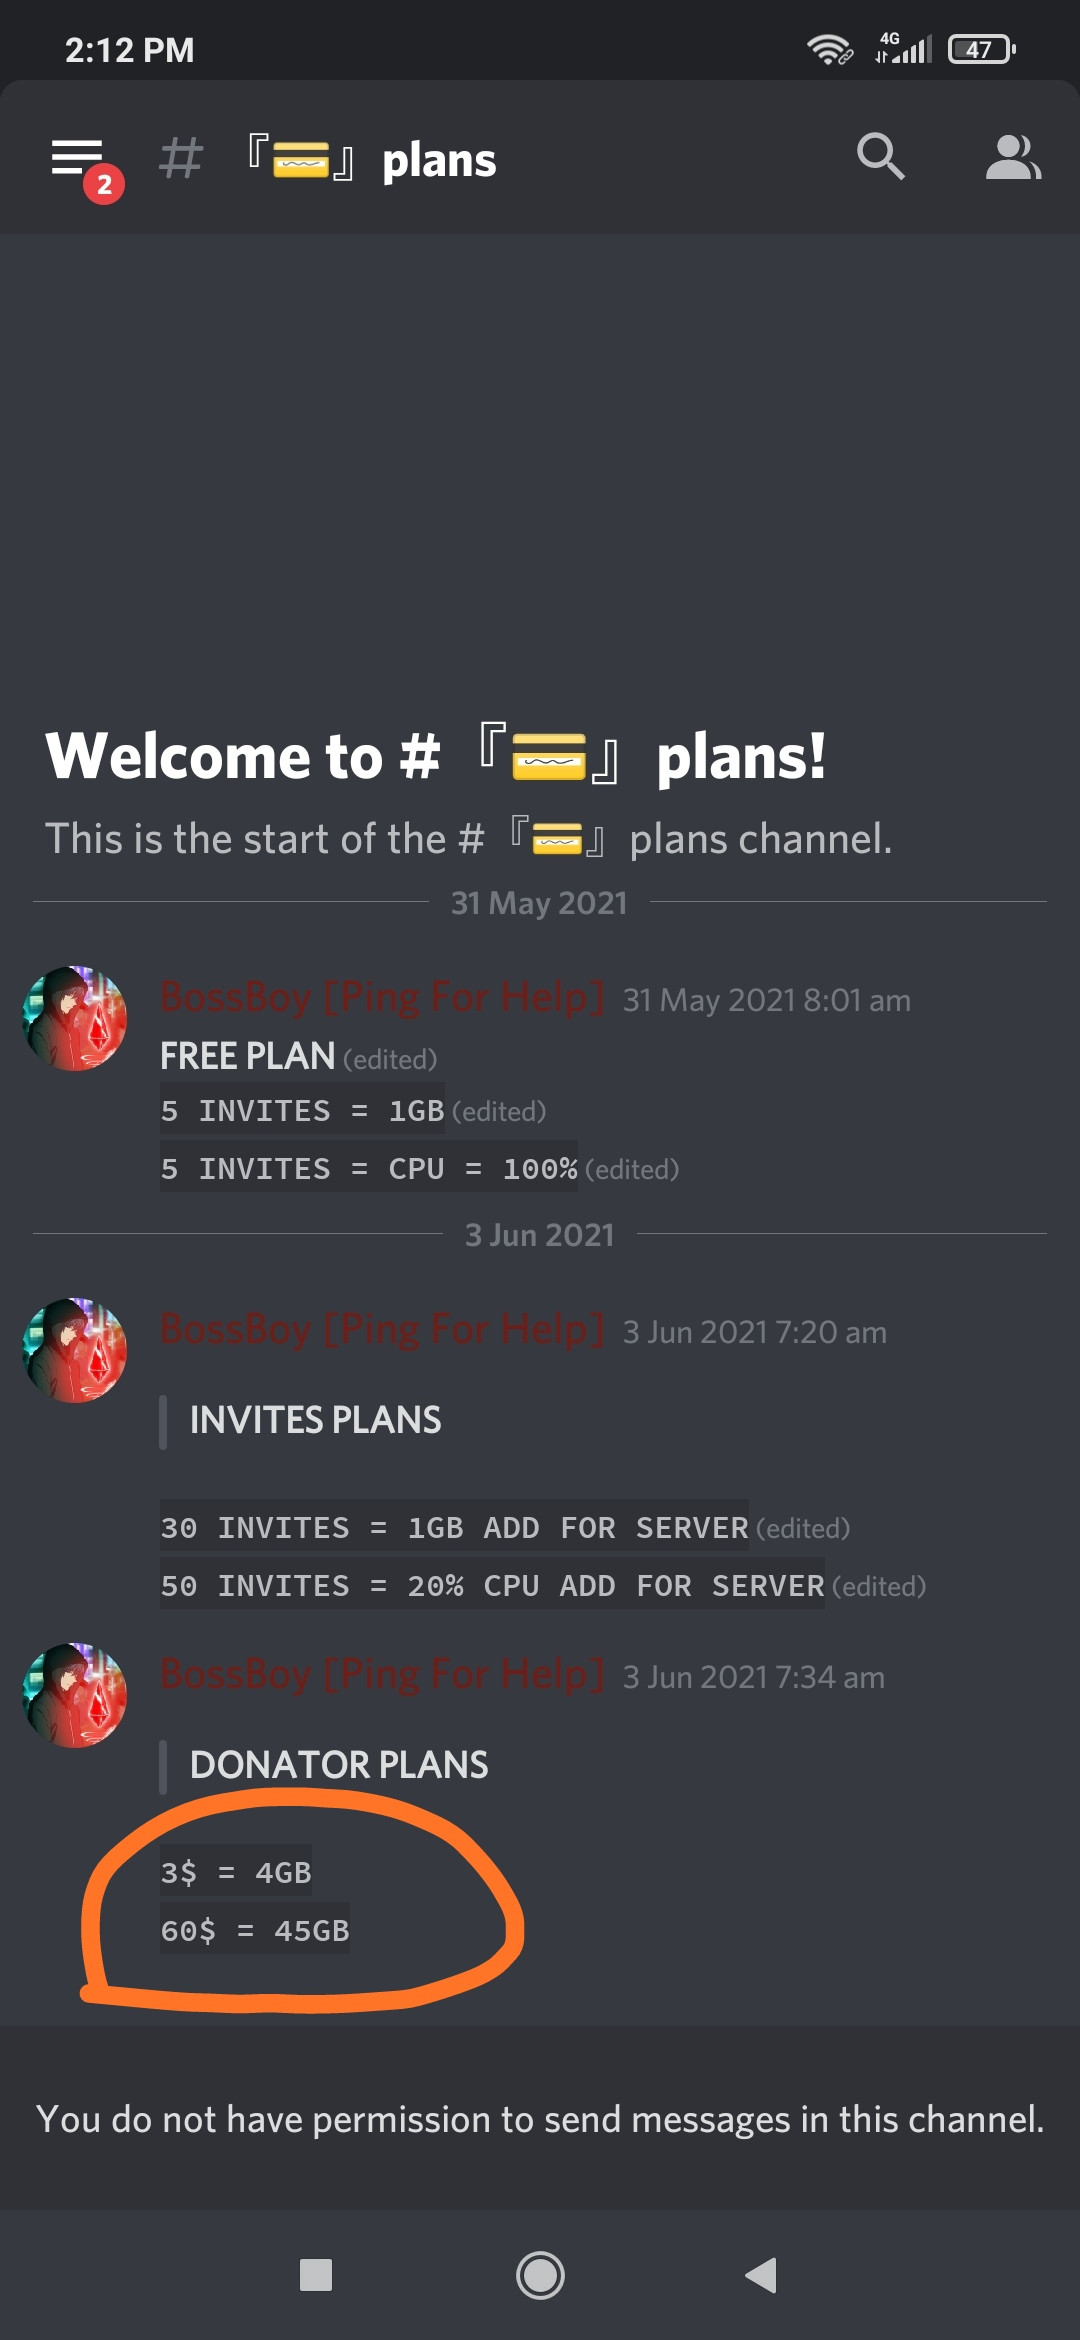 2:12 PM
4G
47
2
# 『💳』 plans
Welcome to # 『💳』 plans!
This is the start of the # 『💳』 plans channel.
31 May 2021
BossBoy [Ping For Help] 31 May 2021 8:01 am
FREE PLAN (edited)
5 INVITES = 1GB (edited)
5 INVITES = CPU = 100% (edited)
3 Jun 2021
BossBoy [Ping For Help] 3 Jun 2021 7:20 am
INVITES PLANS
30 INVITES = 1GB ADD FOR SERVER (edited)
50 INVITES = 20% CPU ADD FOR SERVER (edited)
BossBoy [Ping For Help] 3 Jun 2021 7:34 am
DONATOR PLANS
3$ = 4GB
60$ = 45GB
You do not have permission to send messages in this channel.